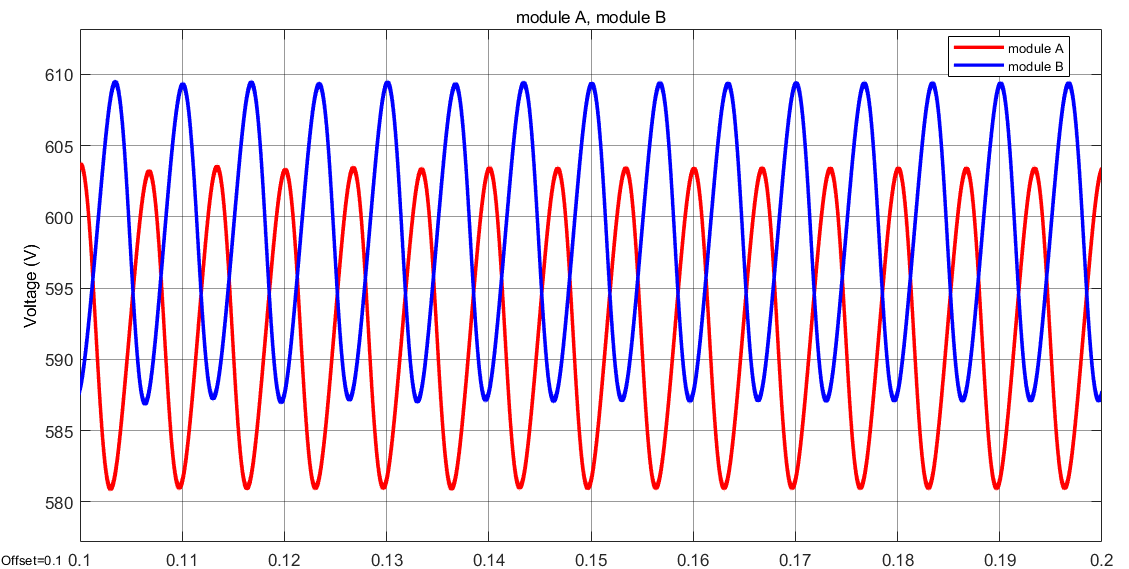 module A, module B
module A
module B
610
605
600
595
590
585
580
Voltage (V)
Offset=0.1 0.1 0.11 0.12 0.13 0.14 0.15 0.16 0.17 0.18 0.19 0.2